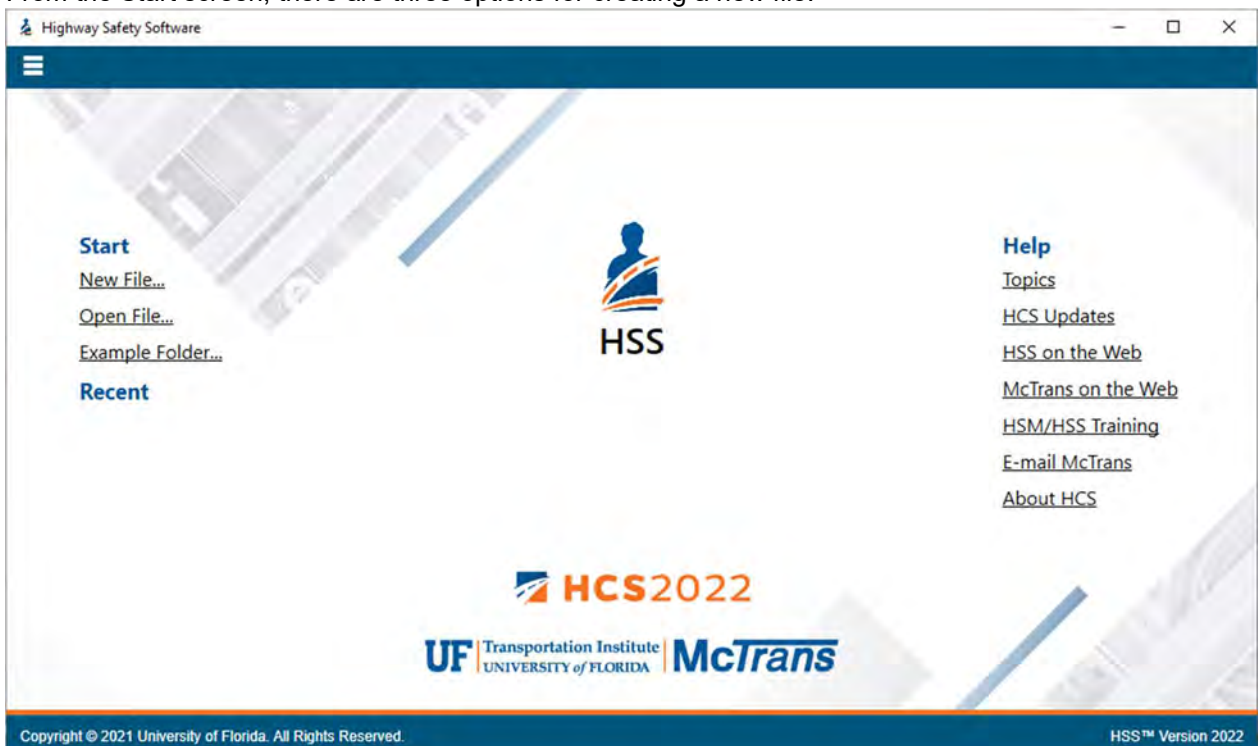 From the Start screen, there are three options for creating a new file:
Highway Safety Software
Start
New File...
Open File...
Example Folder...
Recent
HSS
Help
Topics
HCS Updates
HSS on the Web
McTrans on the Web
HSM/HSS Training
E-mail McTrans
About HCS
HCS2022
UF Transportation Institute UNIVERSITY of FLORIDA McTrans
Copyright © 2021 University of Florida. All Rights Reserved.
HSS™ Version 2022